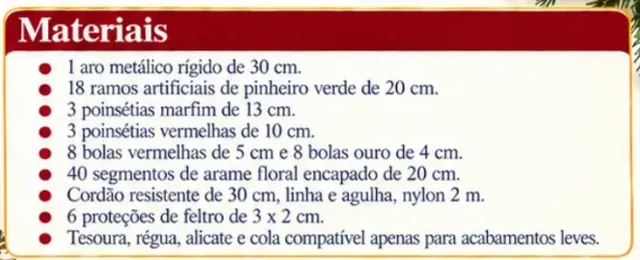 Materiais
1 aro metálico rígido de 30 cm.
18 ramos artificiais de pinheiro verde de 20 cm.
3 poinsétias marfim de 13 cm.
3 poinsétias vermelhas de 10 cm.
8 bolas vermelhas de 5 cm e 8 bolas ouro de 4 cm.
40 segmentos de arame floral encapado de 20 cm.
Cordão resistente de 30 cm, linha e agulha, nylon 2 m.
6 proteções de feltro de 3 x 2 cm.
Tesoura, régua, alicate e cola compatível apenas para acabamentos leves.